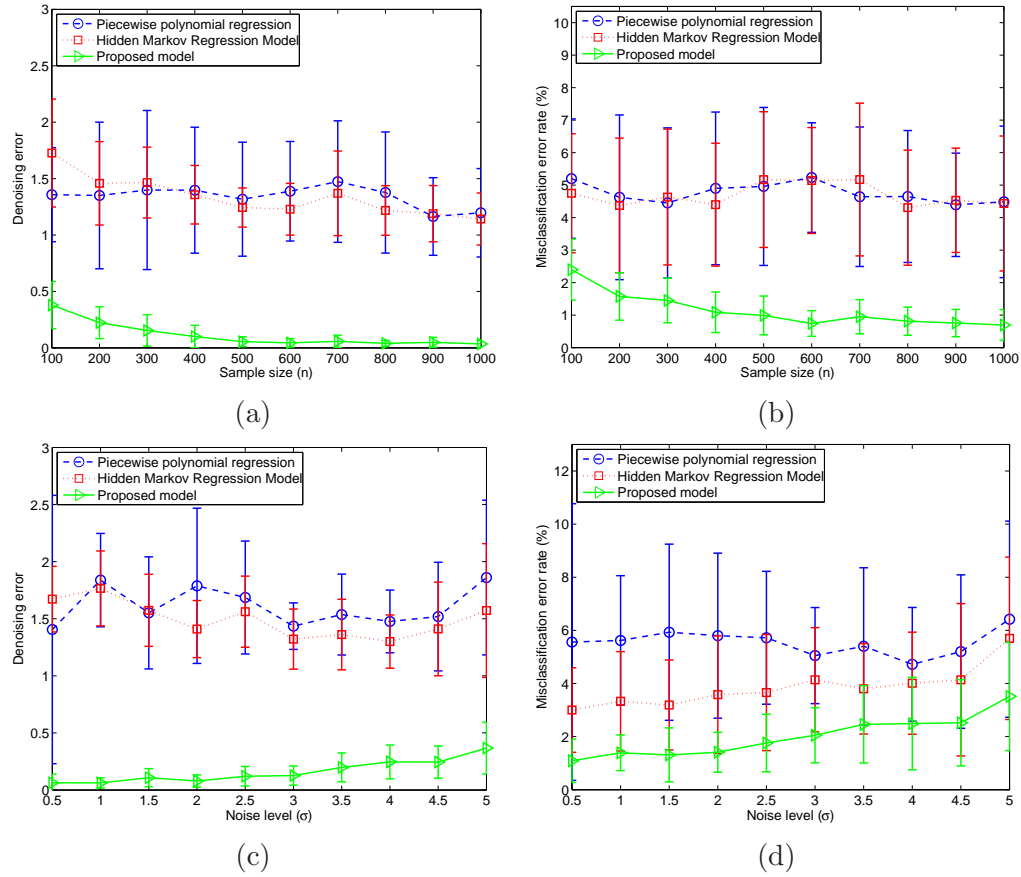 3
2.5
2
1.5
1
0.5
0
Denoising error
Piecewise polynomial regression
Hidden Markov Regression Model
Proposed model
100 200 300 400 500 600 700 800 900 1000
Sample size (n)
(a)
10
9
8
7
6
5
4
3
2
1
0
Misclassification error rate (%)
Piecewise polynomial regression
Hidden Markov Regression Model
Proposed model
100 200 300 400 500 600 700 800 900 1000
Sample size (n)
(b)
3
2.5
2
1.5
1
0.5
0
Denoising error
Piecewise polynomial regression
Hidden Markov Regression Model
Proposed model
0.5 1 1.5 2 2.5 3 3.5 4 4.5 5
Noise level (σ)
(c)
12
10
8
6
4
2
0
Misclassification error rate (%)
Piecewise polynomial regression
Hidden Markov Regression Model
Proposed model
0.5 1 1.5 2 2.5 3 3.5 4 4.5 5
Noise level (σ)
(d)